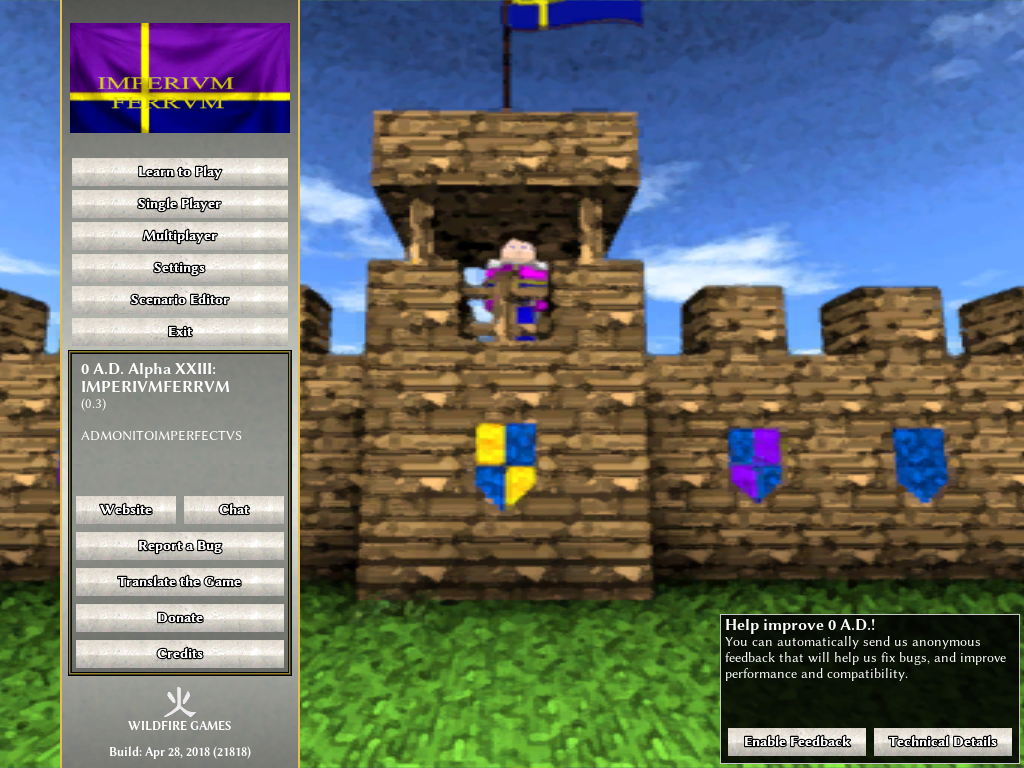 IMPERIVM
FERRVM
Learn to Play
Single Player
Multiplayer
Settings
Scenario Editor
Exit
0 A.D. Alpha XXIII:
IMPERIVMFERRVM
(0.3)
ADMONITOIMPERFECTVS
Website
Chat
Report a Bug
Translate the Game
Donate
Credits
WILDFIRE GAMES
Build: Apr 28, 2018 (21818)
Help improve 0 A.D.!
You can automatically send us anonymous
feedback that will help us fix bugs, and improve
performance and compatibility.
Enable Feedback
Technical Details